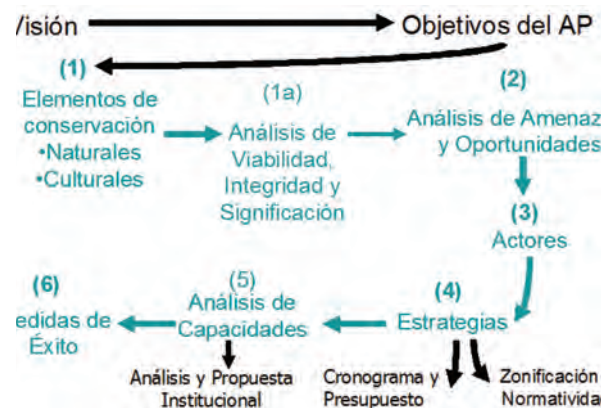 Visión
Objetivos del AP
(1)
Elementos de
conservación
•Naturales
•Culturales
(1a)
Análisis de
Viabilidad,
Integridad y
Significación
(2)
Análisis de Amenaz
y Oportunidades
(3)
Actores
(4)
Estrategias
(5)
Análisis de
Capacidades
(6)
edidas de
Éxito
Análisis y Propuesta
Institucional
Cronograma y
Presupuesto
Zonificación
Normativida